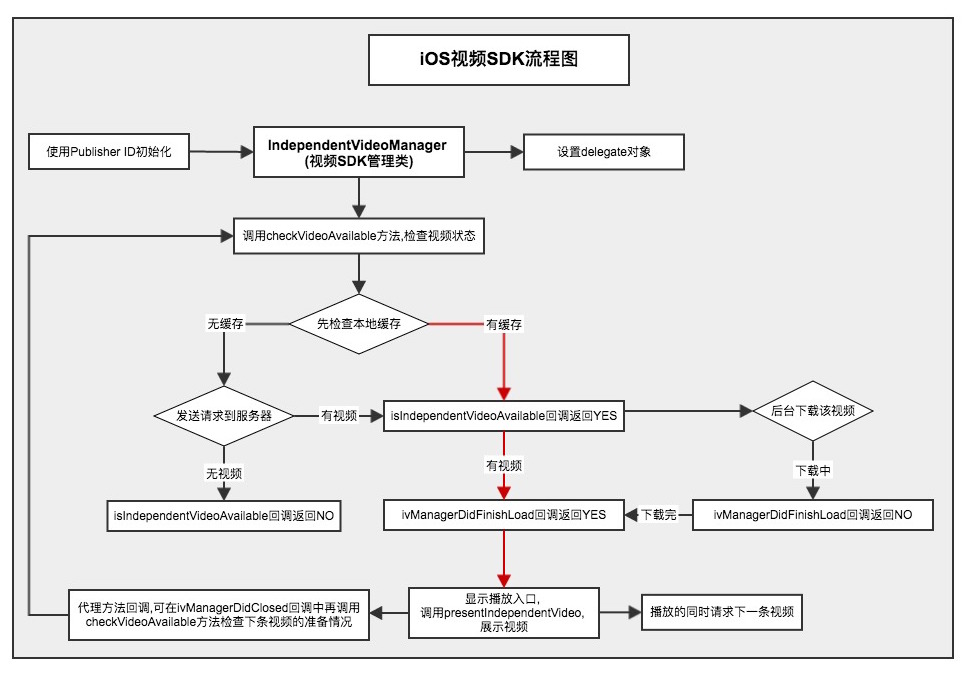 iOS视频SDK流程图
使用Publisher ID初始化
IndependentVideoManager
(视频SDK管理类)
设置delegate对象
调用checkVideoAvailable方法,检查视频状态
无缓存
先检查本地缓存
有缓存
发送请求到服务器
有视频
isIndependentVideoAvailable回调返回YES
后台下载该视频
无视频
有视频
下载中
isIndependentVideoAvailable回调返回NO
ivManagerDidFinishLoad回调返回YES
下载完
ivManagerDidFinishLoad回调返回NO
代理方法回调,可在ivManagerDidClosed回调中再调用
checkVideoAvailable方法检查下条视频的准备情况
显示播放入口,
调用presentIndependentVideo,
展示视频
播放的同时请求下一条视频